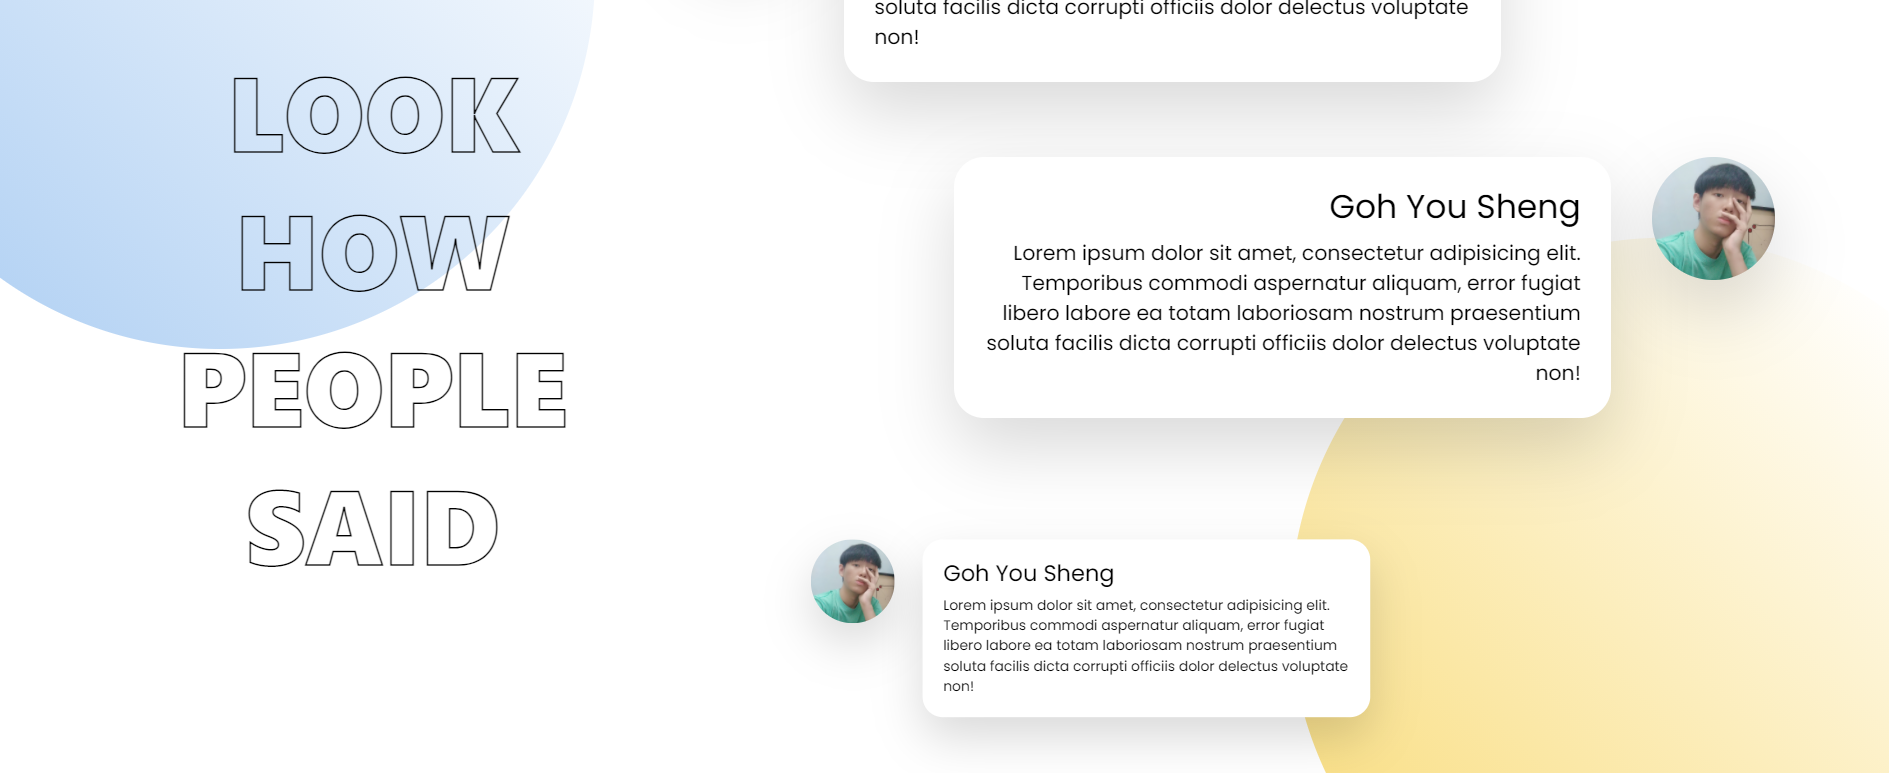 LOOK
HOW
PEOPLE
SAID
soluta facilis dicta corrupti officiis dolor delectus voluptate
non!
Goh You Sheng
Lorem ipsum dolor sit amet, consectetur adipisicing elit.
Temporibus commodi aspernatur aliquam, error fugiat
libero labore ea totam laboriosam nostrum praesentium
soluta facilis dicta corrupti officiis dolor delectus voluptate
non!
Goh You Sheng
Lorem ipsum dolor sit amet, consectetur adipisicing elit.
Temporibus commodi aspernatur aliquam, error fugiat
libero labore ea totam laboriosam nostrum praesentium
soluta facilis dicta corrupti officiis dolor delectus voluptate
non!